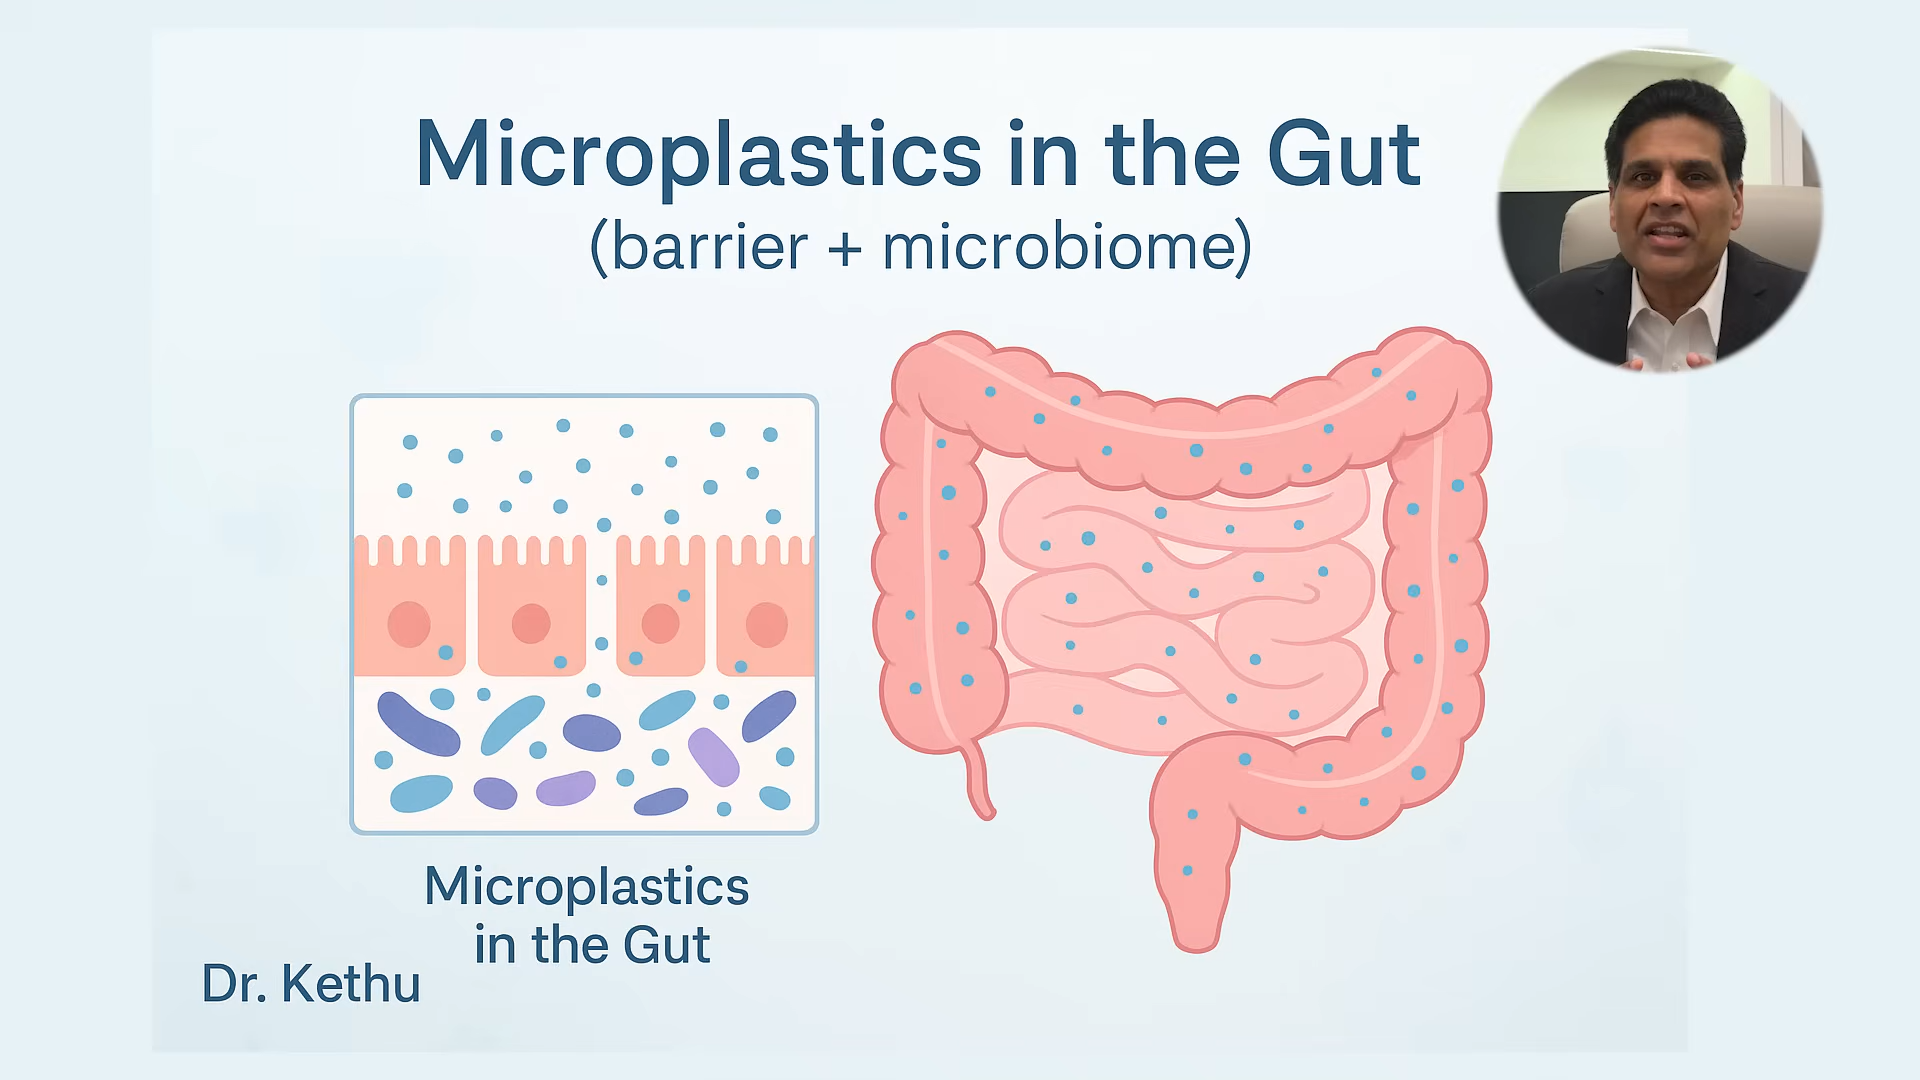 Microplastics in the Gut
(barrier + microbiome)
Microplastics
in the Gut
Dr. Kethu